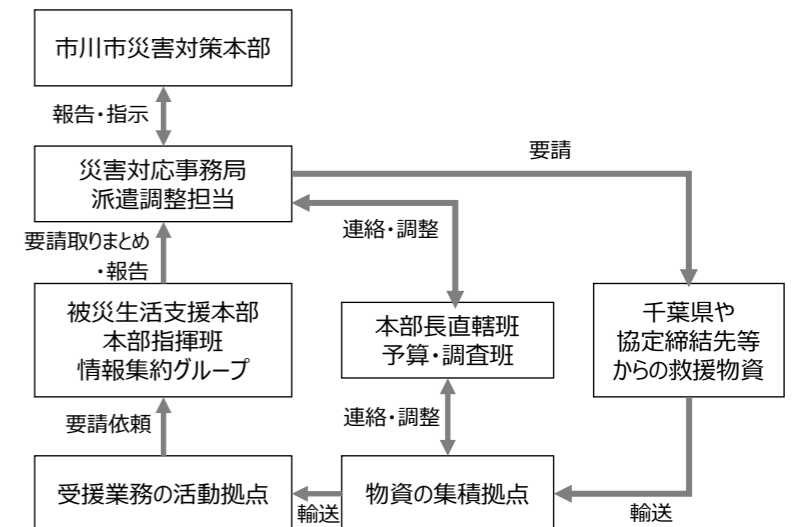 市川市災害対策本部
報告・指示
災害対応事務局
派遣調整担当
要請
連絡・調整
要請取りまとめ
・報告
被災生活支援本部
本部指揮班
情報集約グループ
本部長直轄班
予算・調査班
千葉県や
協定締結先等
からの救援物資
要請依頼
連絡・調整
受援業務の活動拠点
輸送
物資の集積拠点
輸送